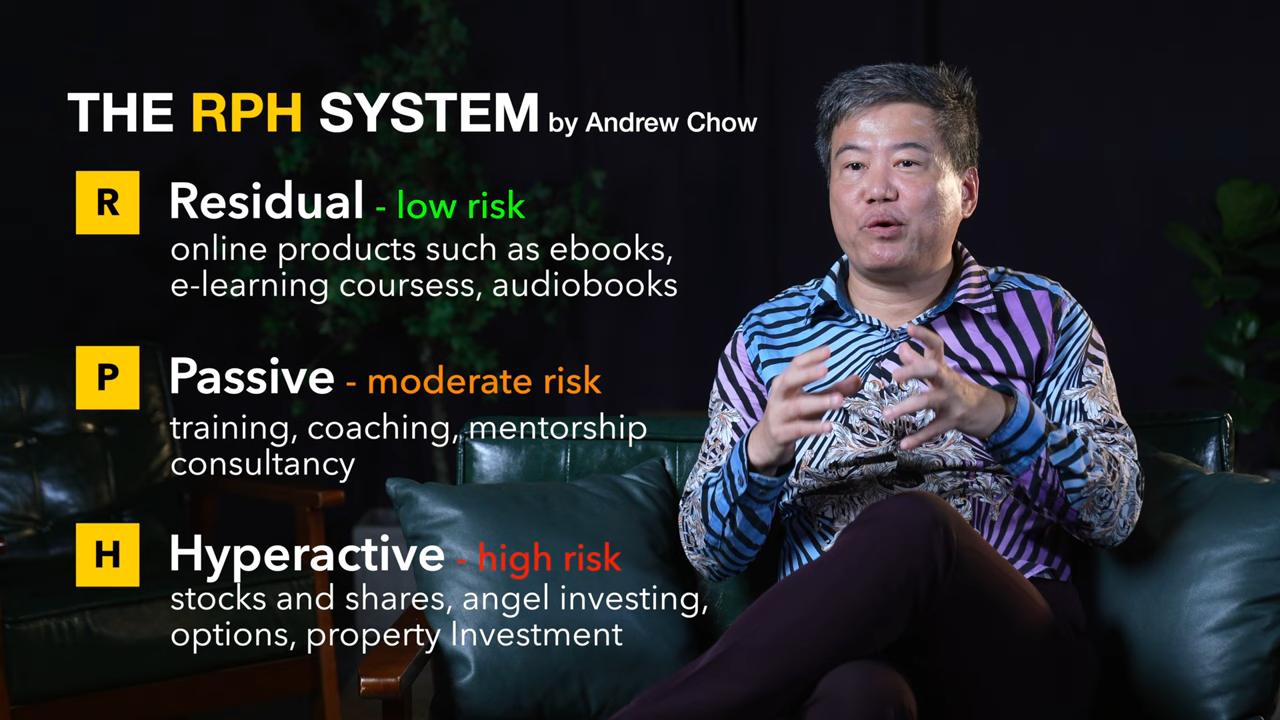 THE RPH SYSTEM by Andrew Chow
R Residual - low risk
online products such as ebooks,
e-learning coursess, audiobooks
P Passive - moderate risk
training, coaching, mentorship
consultancy
H Hyperactive - high risk
stocks and shares, angel investing,
options, property Investment